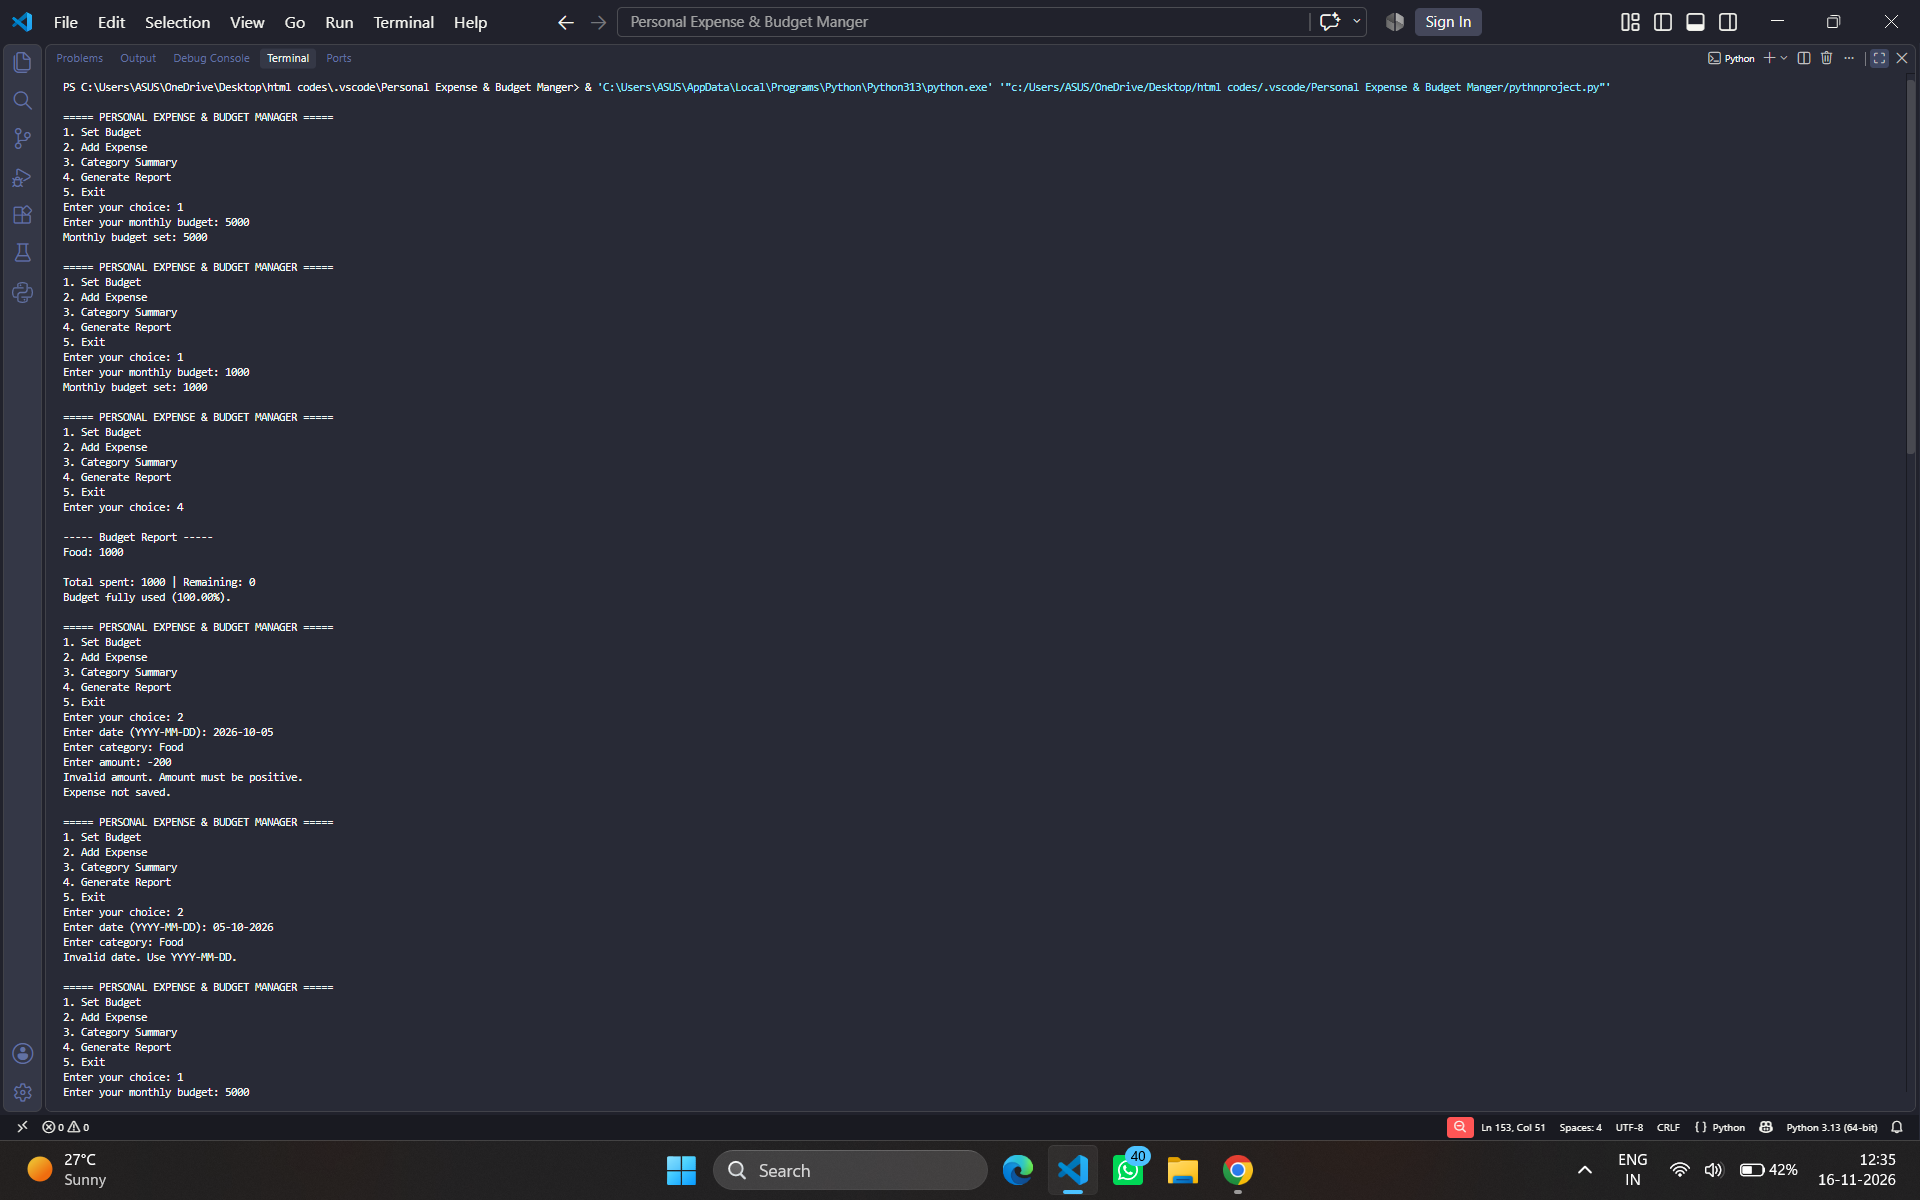 File Edit Selection View Go Run Terminal Help
Personal Expense & Budget Manger
Sign In
Problems Output Debug Console Terminal Ports
Python
PS C:\Users\ASUS\OneDrive\Desktop\html codes\.vscode\Personal Expense & Budget Manger> & 'C:\Users\ASUS\AppData\Local\Programs\Python\Python313\python.exe' '"c:/Users/ASUS/OneDrive/Desktop/html codes/.vscode/Personal Expense & Budget Manger/pythnproject.py"'
===== PERSONAL EXPENSE & BUDGET MANAGER =====
1. Set Budget
2. Add Expense
3. Category Summary
4. Generate Report
5. Exit
Enter your choice: 1
Enter your monthly budget: 5000
Monthly budget set: 5000
===== PERSONAL EXPENSE & BUDGET MANAGER =====
1. Set Budget
2. Add Expense
3. Category Summary
4. Generate Report
5. Exit
Enter your choice: 1
Enter your monthly budget: 1000
Monthly budget set: 1000
===== PERSONAL EXPENSE & BUDGET MANAGER =====
1. Set Budget
2. Add Expense
3. Category Summary
4. Generate Report
5. Exit
Enter your choice: 4
----- Budget Report -----
Food: 1000
Total spent: 1000 | Remaining: 0
Budget fully used (100.00%).
===== PERSONAL EXPENSE & BUDGET MANAGER =====
1. Set Budget
2. Add Expense
3. Category Summary
4. Generate Report
5. Exit
Enter your choice: 2
Enter date (YYYY-MM-DD): 2026-10-05
Enter category: Food
Enter amount: -200
Invalid amount. Amount must be positive.
Expense not saved.
===== PERSONAL EXPENSE & BUDGET MANAGER =====
1. Set Budget
2. Add Expense
3. Category Summary
4. Generate Report
5. Exit
Enter your choice: 2
Enter date (YYYY-MM-DD): 05-10-2026
Enter category: Food
Invalid date. Use YYYY-MM-DD.
===== PERSONAL EXPENSE & BUDGET MANAGER =====
1. Set Budget
2. Add Expense
3. Category Summary
4. Generate Report
5. Exit
Enter your choice: 1
Enter your monthly budget: 5000
0 0 Ln 153, Col 51 Spaces: 4 UTF-8 CRLF { } Python Python 3.13 (64-bit)
27°C
Sunny
Search
40
ENG
IN
42%
12:35
16-11-2026